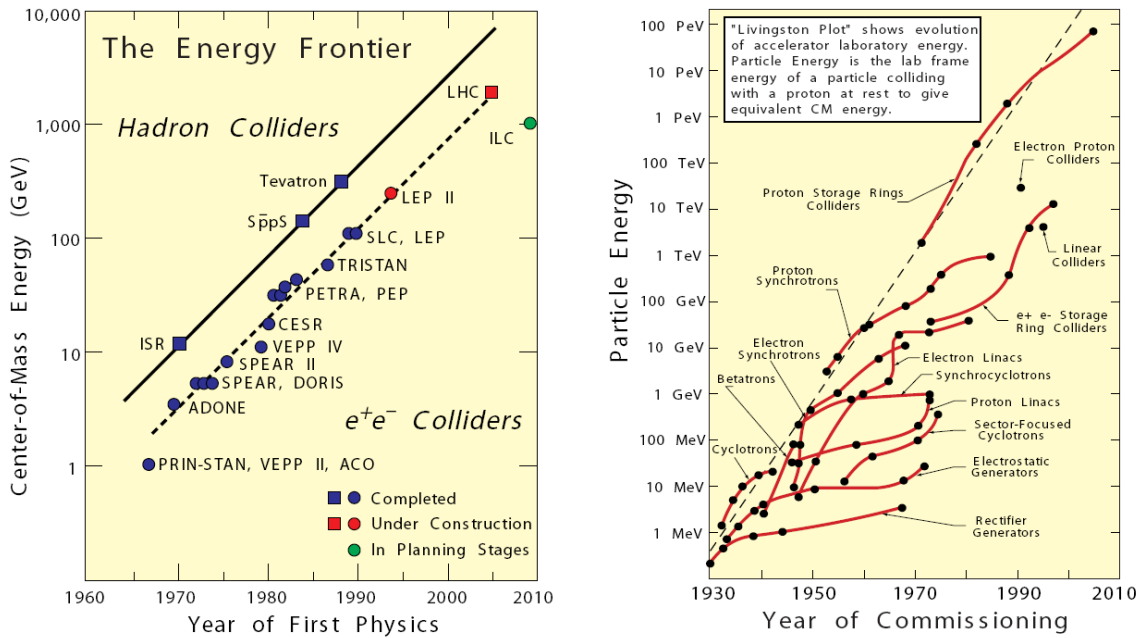 The Energy Frontier
Hadron Colliders
e⁺e⁻ Colliders
Center-of-Mass Energy (GeV)
10,000
1,000
100
10
1
LHC
ILC
Tevatron
LEP II
Sp̄pS
SLC, LEP
TRISTAN
PETRA, PEP
CESR
ISR
VEPP IV
SPEAR II
SPEAR, DORIS
ADONE
PRIN-STAN, VEPP II, ACO
Completed
Under Construction
In Planning Stages
1960
1970
1980
1990
2000
2010
Year of First Physics
"Livingston Plot" shows evolution
of accelerator laboratory energy.
Particle Energy is the lab frame
energy of a particle colliding
with a proton at rest to give
equivalent CM energy.
Particle Energy
100 PeV
10 PeV
1 PeV
100 TeV
10 TeV
1 TeV
100 GeV
10 GeV
1 GeV
100 MeV
10 MeV
1 MeV
Electron Proton
Colliders
Proton Storage Rings
Colliders
Linear
Colliders
Proton
Synchrotrons
e+ e- Storage
Ring Colliders
Electron
Synchrotrons
Electron Linacs
Synchrocyclotrons
Betatrons
Proton Linacs
Sector-Focused
Cyclotrons
Cyclotrons
Electrostatic
Generators
Rectifier
Generators
1930
1950
1970
1990
2010
Year of Commissioning